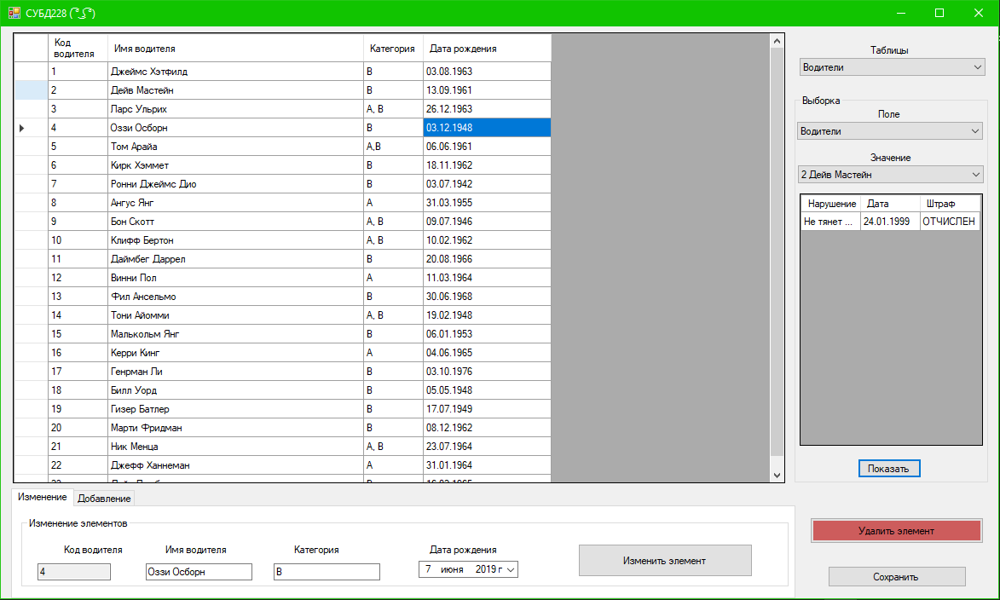 СУБД228 ( ͡° ͜ʖ ͡°)
Код водителя Имя водителя Категория Дата рождения
1 Джеймс Хэтфилд B 03.08.1963
2 Дейв Мастейн B 13.09.1961
3 Ларс Ульрих A, B 26.12.1963
4 Оззи Осборн B 03.12.1948
5 Том Арайа A,B 06.06.1961
6 Кирк Хэммет B 18.11.1962
7 Ронни Джеймс Дио B 03.07.1942
8 Ангус Янг A 31.03.1955
9 Бон Скотт A, B 09.07.1946
10 Клифф Бертон A, B 10.02.1962
11 Даймбег Даррел B 20.08.1966
12 Винни Пол A 11.03.1964
13 Фил Ансельмо B 30.06.1968
14 Тони Айомми A, B 19.02.1948
15 Малькольм Янг B 06.01.1953
16 Керри Кинг A 04.06.1965
17 Генрман Ли B 03.10.1976
18 Билл Уорд B 05.05.1948
19 Гизер Батлер B 17.07.1949
20 Марти Фридман B 08.12.1962
21 Ник Менца A, B 23.07.1964
22 Джефф Ханнеман A 31.01.1964
Таблицы
Водители
Выборка
Поле
Водители
Значение
2 Дейв Мастейн
Нарушение Дата Штраф
Не тянет ... 24.01.1999 ОТЧИСЛЕН
Показать
Изменение Добавление
Изменение элементов
Код водителя Имя водителя Категория Дата рождения
4 Оззи Осборн B 7 июня 2019 г
Изменить элемент
Удалить элемент
Сохранить